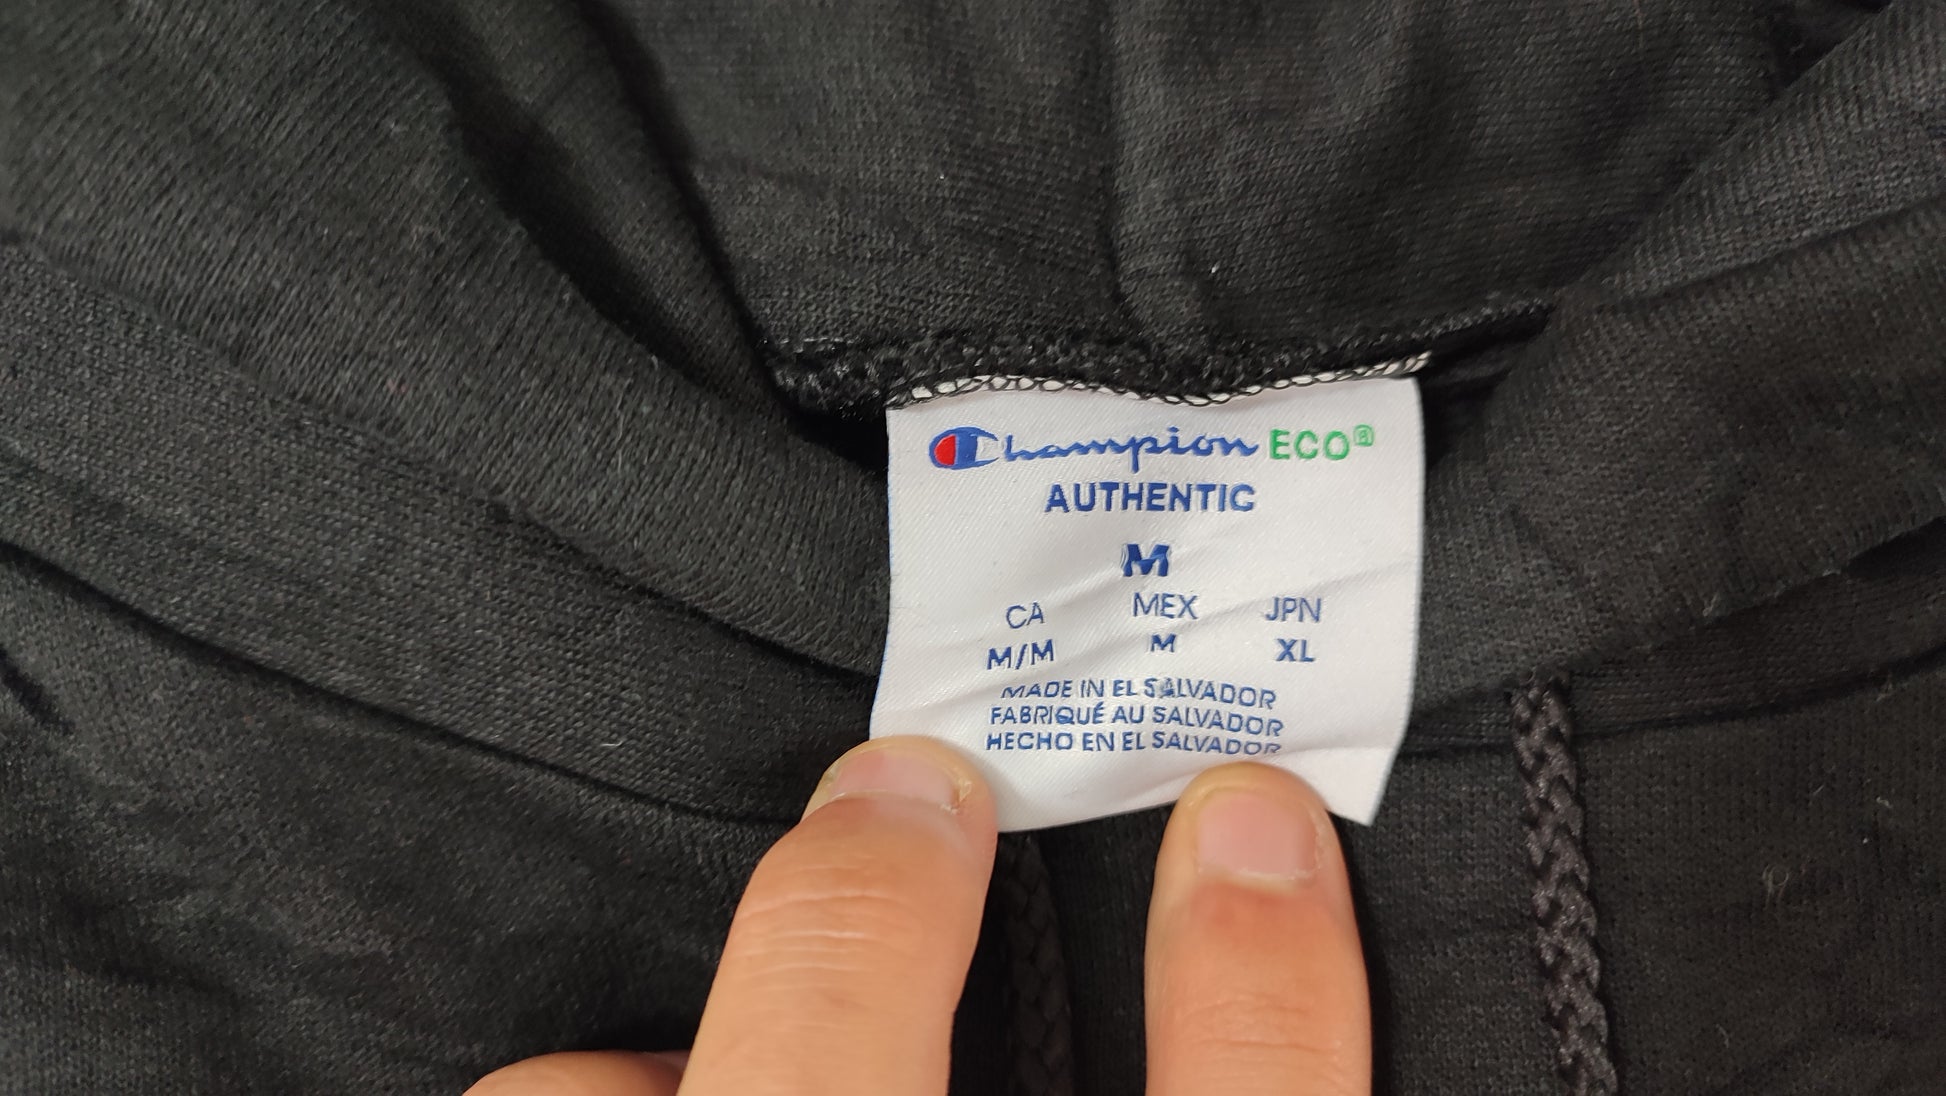 Champion ECO®
AUTHENTIC
M
CA MEX JPN
M/M M XL
MADE IN EL SALVADOR
FABRIQUÉ AU SALVADOR
HECHO EN EL SALVADOR